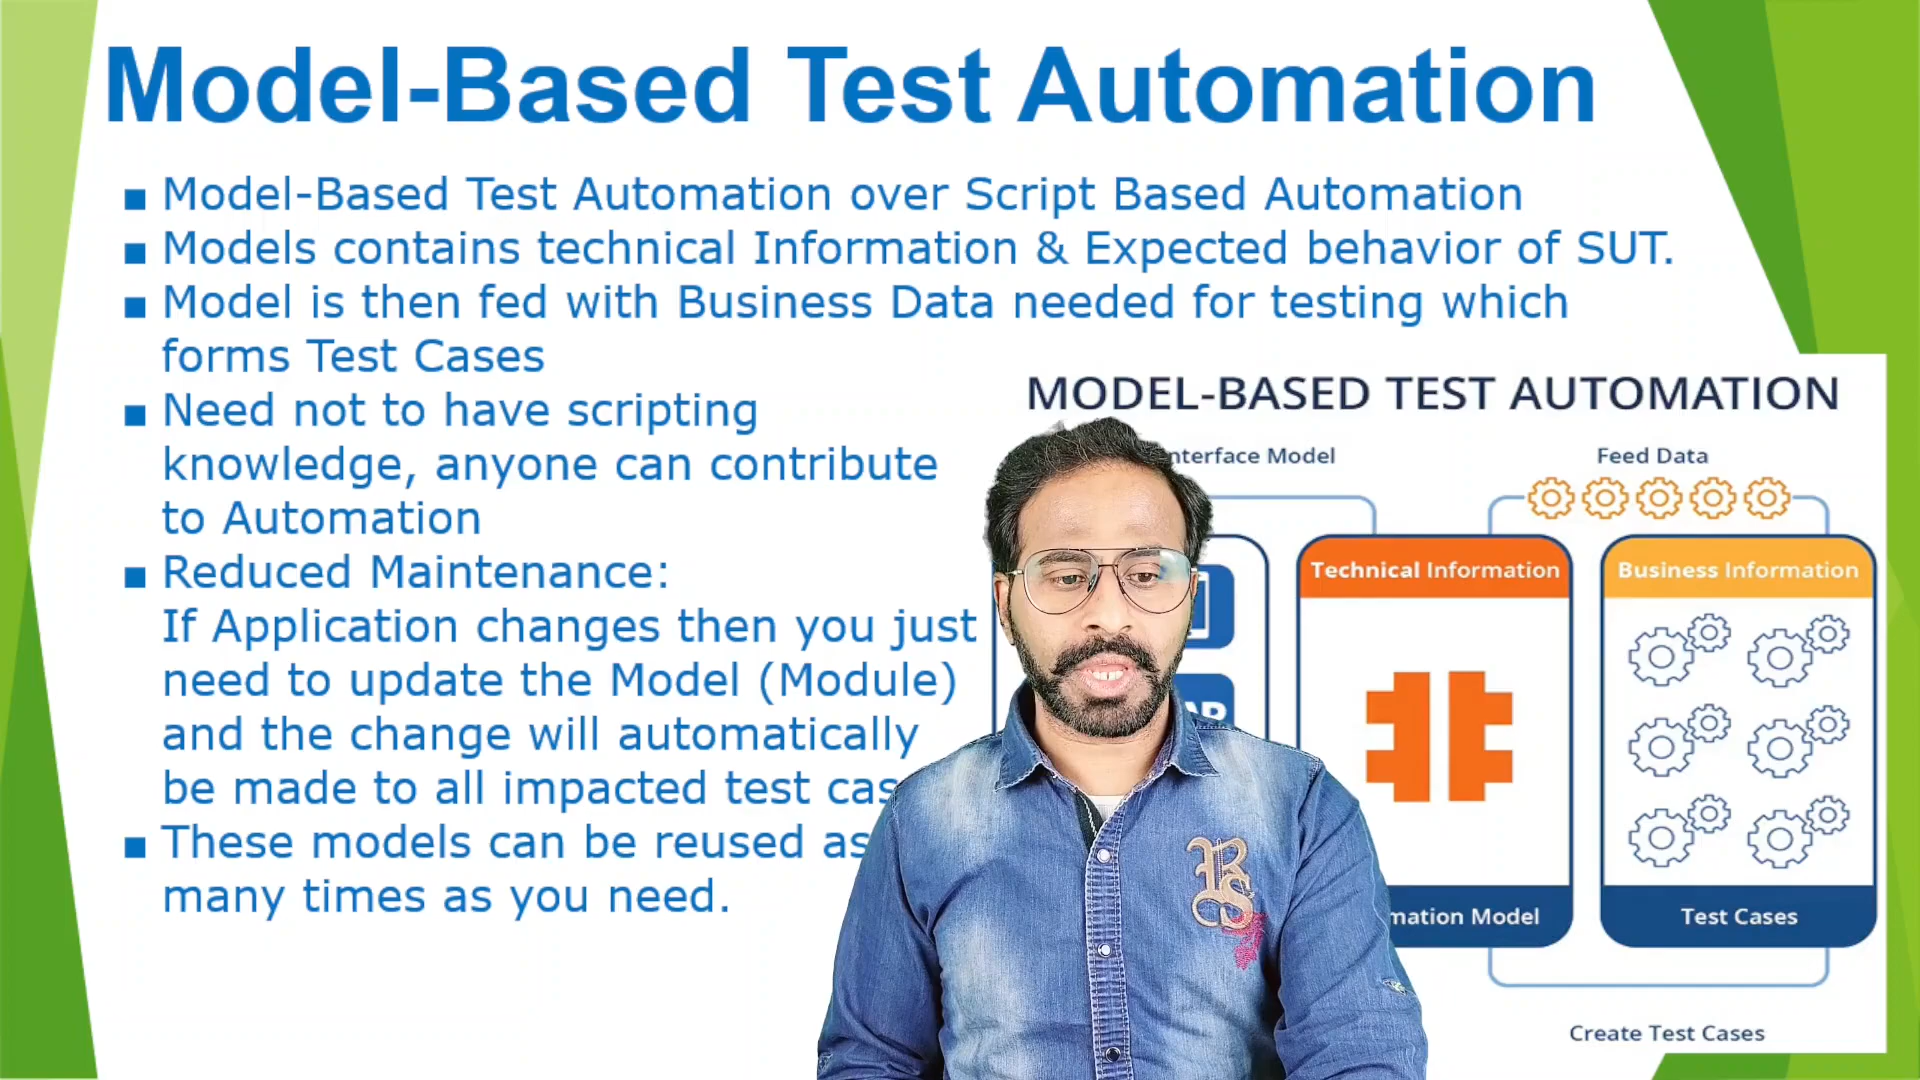 Model-Based Test Automation
Model-Based Test Automation over Script Based Automation
Models contains technical Information & Expected behavior of SUT.
Model is then fed with Business Data needed for testing which
forms Test Cases
Need not to have scripting
knowledge, anyone can contribute
to Automation
Reduced Maintenance:
If Application changes then you just
need to update the Model (Module)
and the change will automatically
be made to all impacted test
These models can be reused as
many times as you need.
MODEL-BASED TEST AUTOMATION
Model
Feed Data
Technical Information
Business Information
Model
Test Cases
Create Test Cases
BS